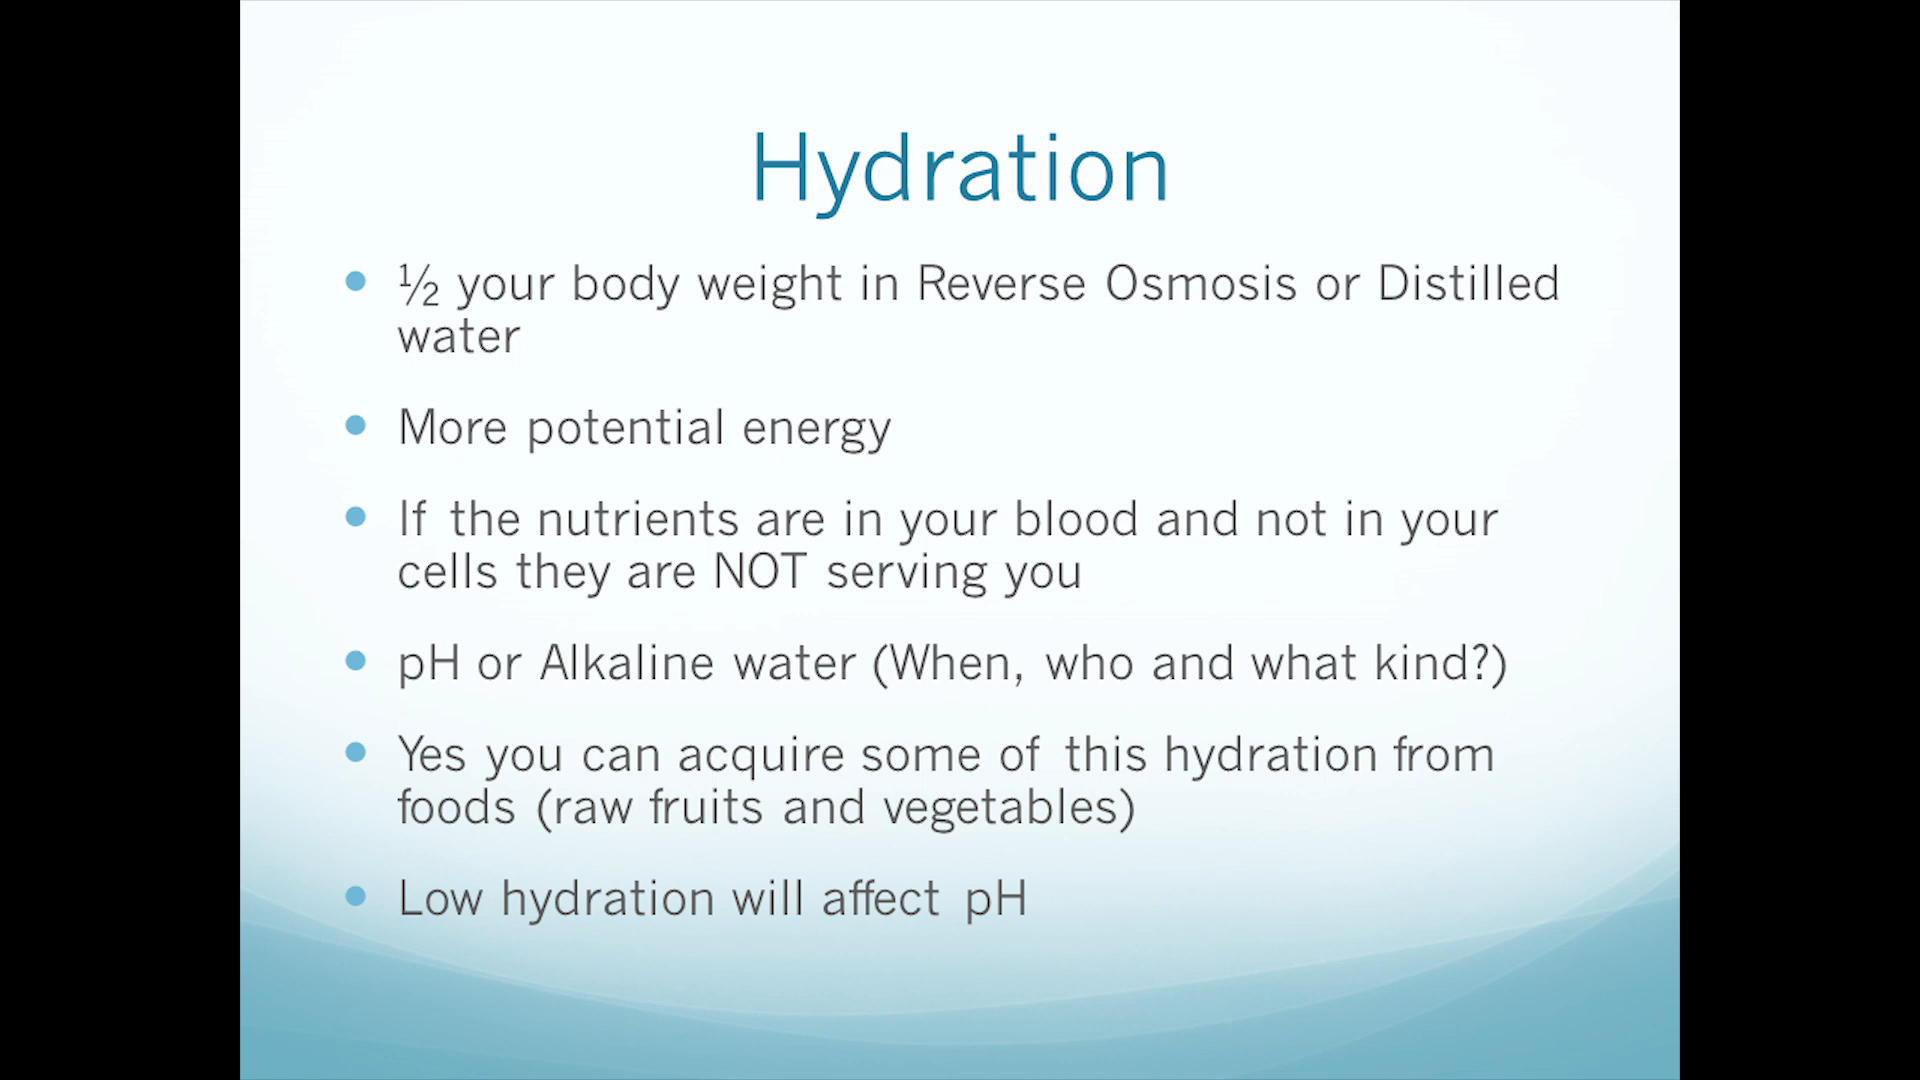 Hydration
½ your body weight in Reverse Osmosis or Distilled
water
More potential energy
If the nutrients are in your blood and not in your
cells they are NOT serving you
pH or Alkaline water (When, who and what kind?)
Yes you can acquire some of this hydration from
foods (raw fruits and vegetables)
Low hydration will affect pH